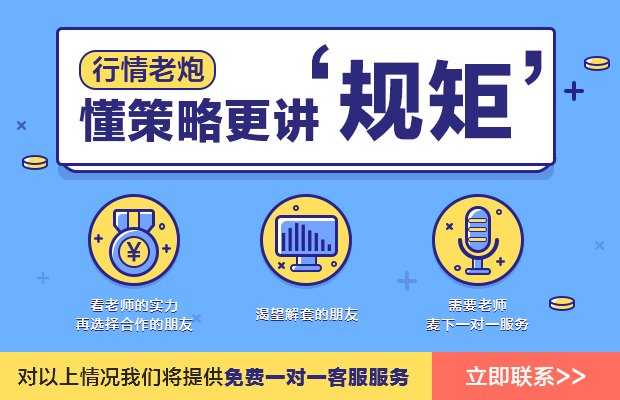 行情老炮
懂策略更讲‘规矩’
¥
看老师的实力
再选择合作的朋友
渴望解套的朋友
需要老师
麦下一对一服务
对以上情况我们将提供免费一对一客服服务
立即联系>>